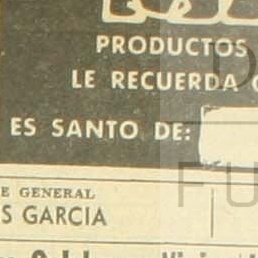 PRODUCTOS
LE RECUERDA
ES SANTO DE:
E GENERAL
S GARCIA